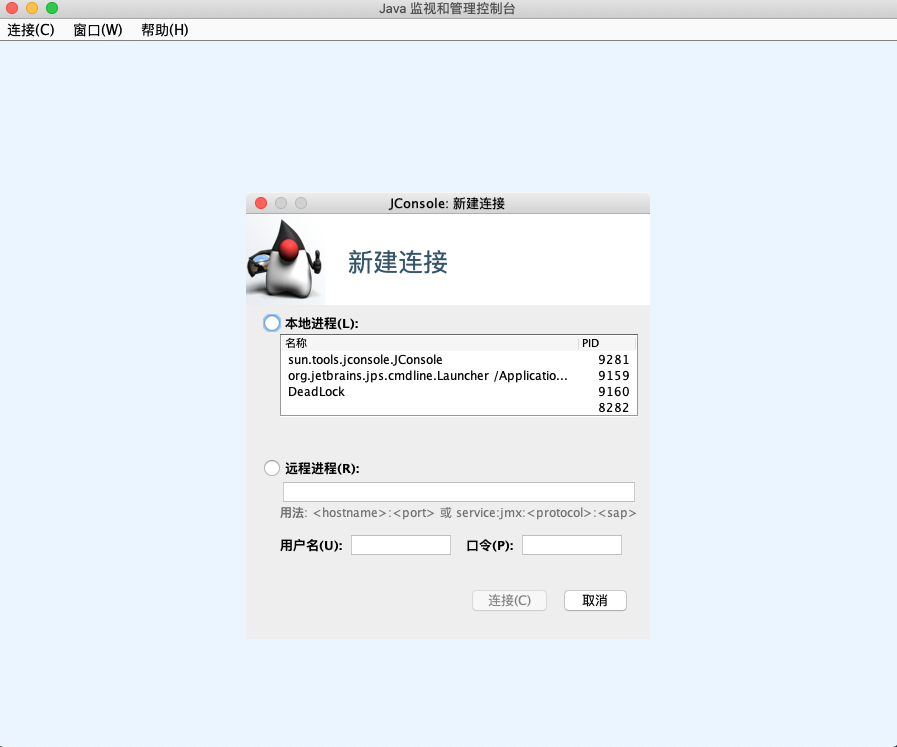 Java 监视和管理控制台
连接(C) 窗口(W) 帮助(H)
JConsole: 新建连接
新建连接
本地进程(L):
名称 PID
sun.tools.jconsole.JConsole 9281
org.jetbrains.jps.cmdline.Launcher /Applicatio... 9159
DeadLock 9160
8282
远程进程(R):
用法: <hostname>:<port> 或 service:jmx:<protocol>:<sap>
用户名(U): 口令(P):
连接(C) 取消